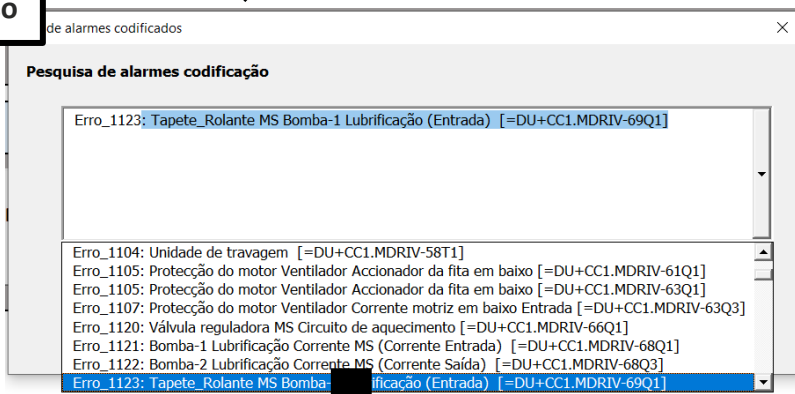 o
de alarmes codificados
Pesquisa de alarmes codificação
Erro_1123: Tapete_Rolante MS Bomba-1 Lubrificação (Entrada) [=DU+CC1.MDRIV-69Q1]
Erro_1104: Unidade de travagem [=DU+CC1.MDRIV-58T1]
Erro_1105: Protecção do motor Ventilador Accionador da fita em baixo [=DU+CC1.MDRIV-61Q1]
Erro_1105: Protecção do motor Ventilador Accionador da fita em baixo [=DU+CC1.MDRIV-63Q1]
Erro_1107: Protecção do motor Ventilador Corrente motriz em baixo Entrada [=DU+CC1.MDRIV-63Q3]
Erro_1120: Válvula reguladora MS Circuito de aquecimento [=DU+CC1.MDRIV-66Q1]
Erro_1121: Bomba-1 Lubrificação Corrente MS (Corrente Entrada) [=DU+CC1.MDRIV-68Q1]
Erro_1122: Bomba-2 Lubrificação Corrente MS (Corrente Saída) [=DU+CC1.MDRIV-68Q3]
Erro_1123: Tapete_Rolante MS Bomba- ificação (Entrada) [=DU+CC1.MDRIV-69Q1]